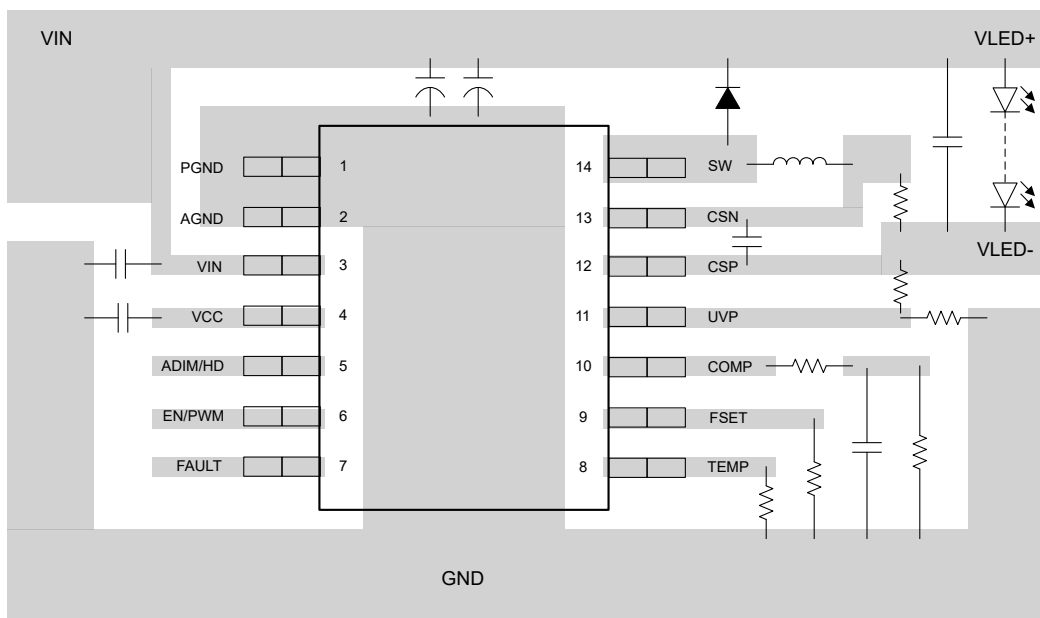 VIN
VLED+
PGND 1 14 SW
AGND 2 13 CSN
VLED-
VIN 3 12 CSP
VCC 4 11 UVP
ADIM/HD 5 10 COMP
EN/PWM 6 9 FSET
FAULT 7 8 TEMP
GND